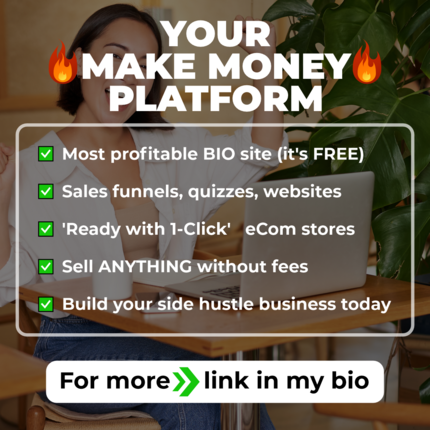 YOUR
🔥MAKE MONEY🔥
PLATFORM
✅ Most profitable BIO site (it's FREE)
✅ Sales funnels, quizzes, websites
✅ 'Ready with 1-Click' eCom stores
✅ Sell ANYTHING without fees
✅ Build your side hustle business today
For more » link in my bio